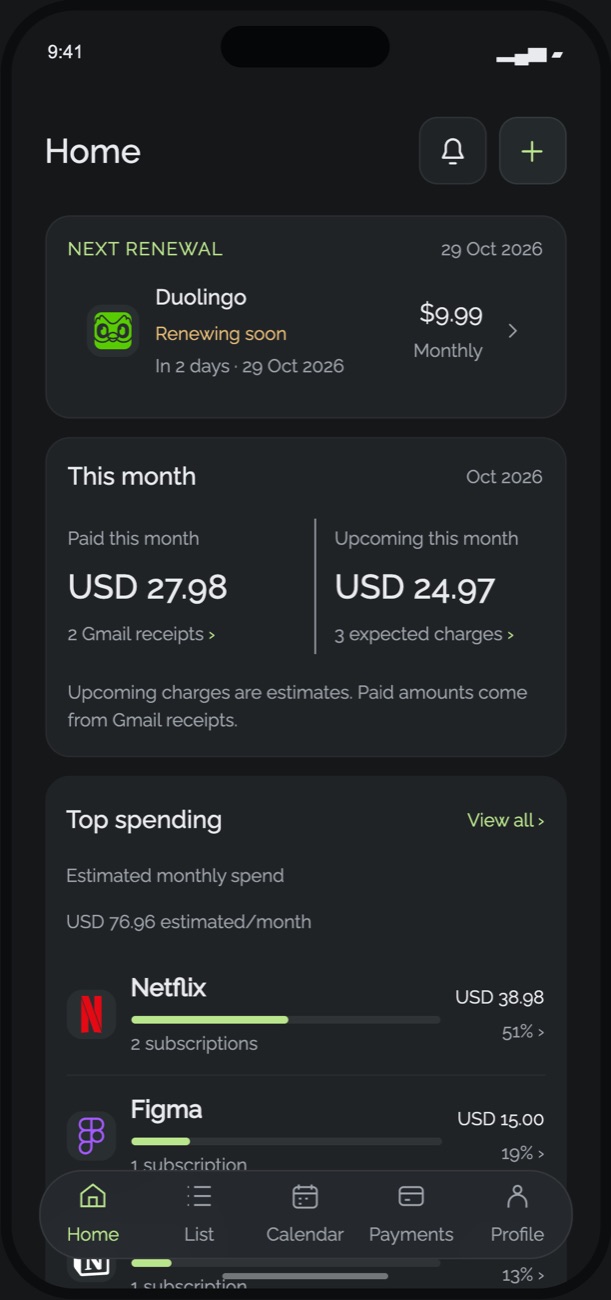 9:41
Home
NEXT RENEWAL 29 Oct 2026
Duolingo
Renewing soon
In 2 days · 29 Oct 2026
$9.99
Monthly
This month Oct 2026
Paid this month
USD 27.98
2 Gmail receipts ›
Upcoming this month
USD 24.97
3 expected charges ›
Upcoming charges are estimates. Paid amounts come
from Gmail receipts.
Top spending View all ›
Estimated monthly spend
USD 76.96 estimated/month
Netflix
2 subscriptions
USD 38.98
51% ›
Figma
1 subscription
USD 15.00
19% ›
Home List Calendar Payments Profile
13% ›
1 subscription